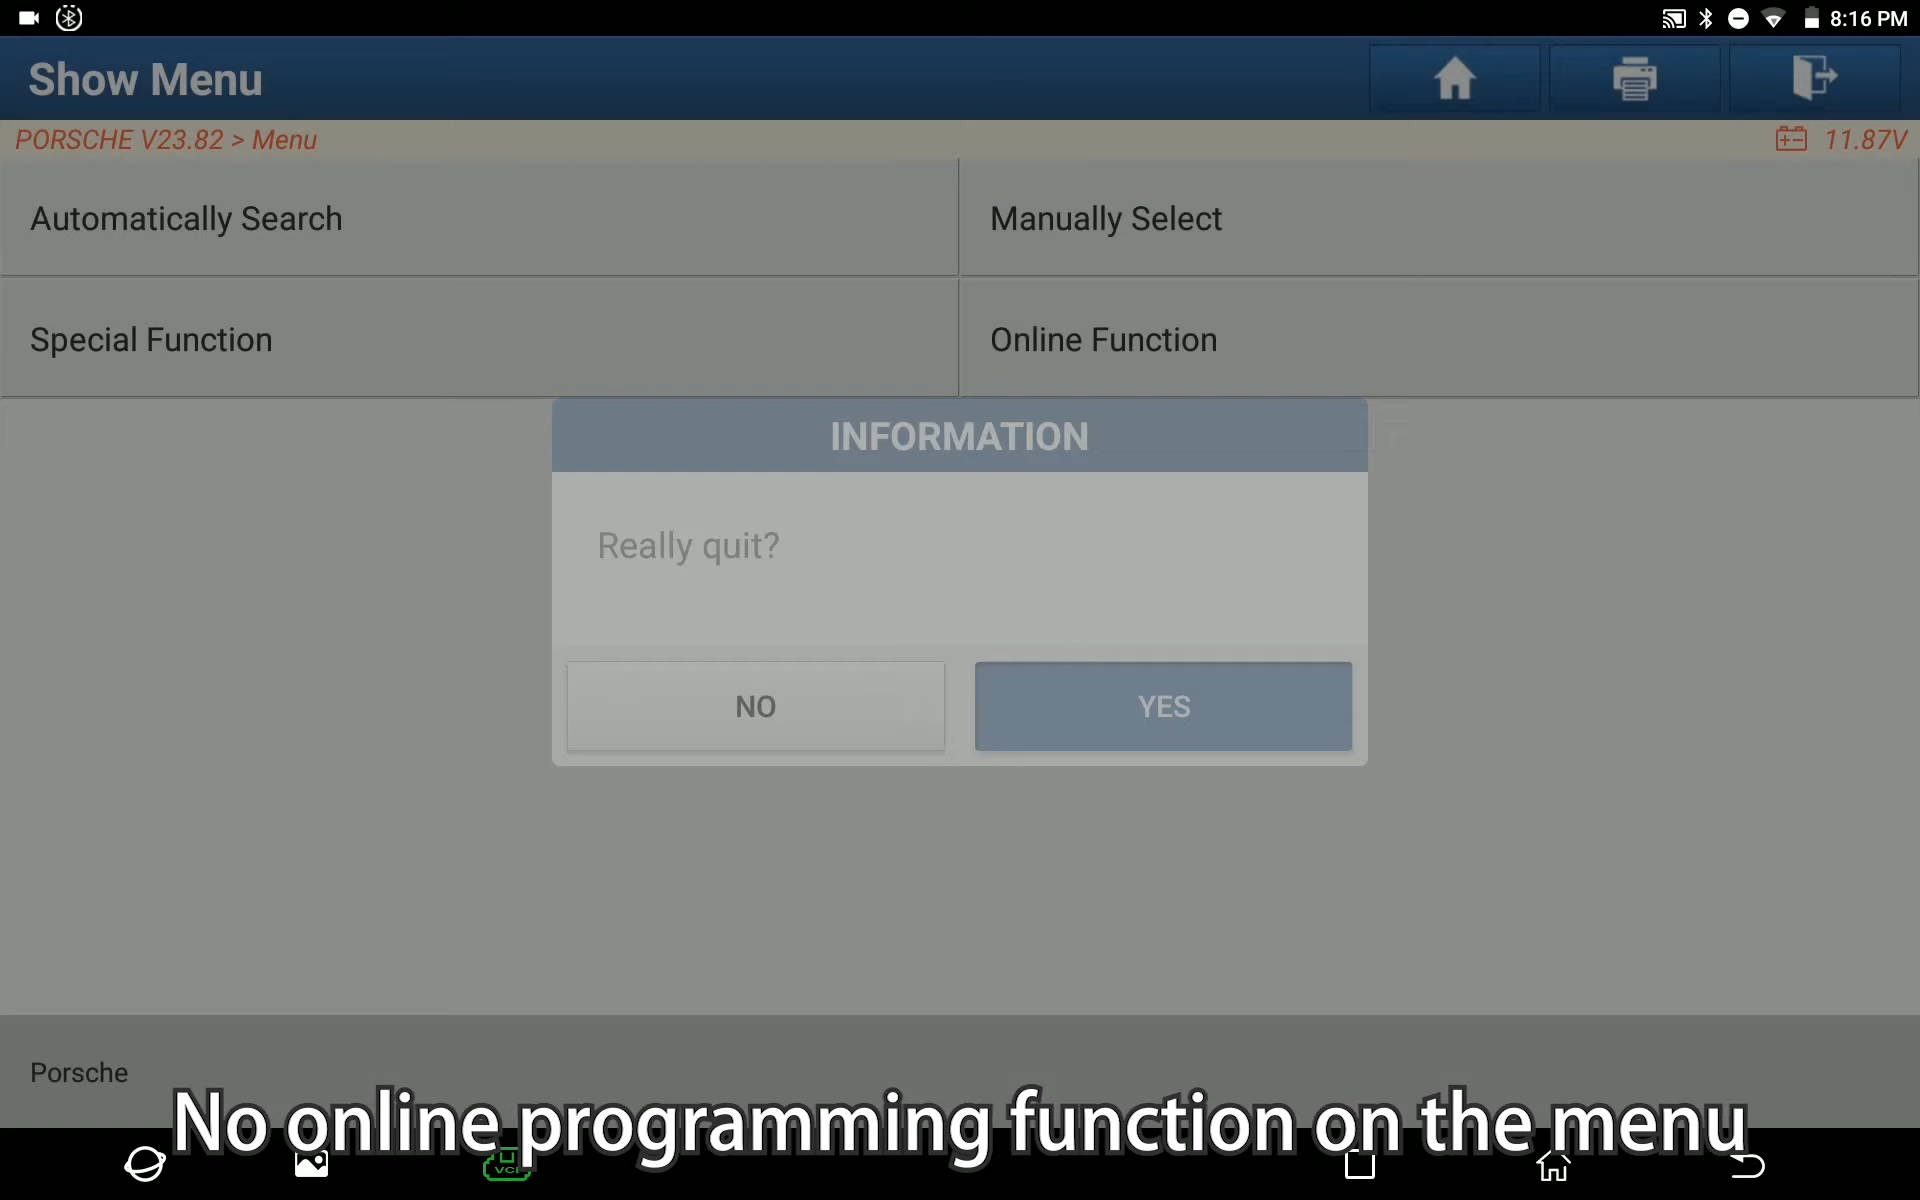 8:16 PM
Show Menu
PORSCHE V23.82 > Menu
11.87V
Automatically Search
Manually Select
Special Function
Online Function
INFORMATION
Really quit?
NO
YES
Porsche
No online programming function on the menu
VCI